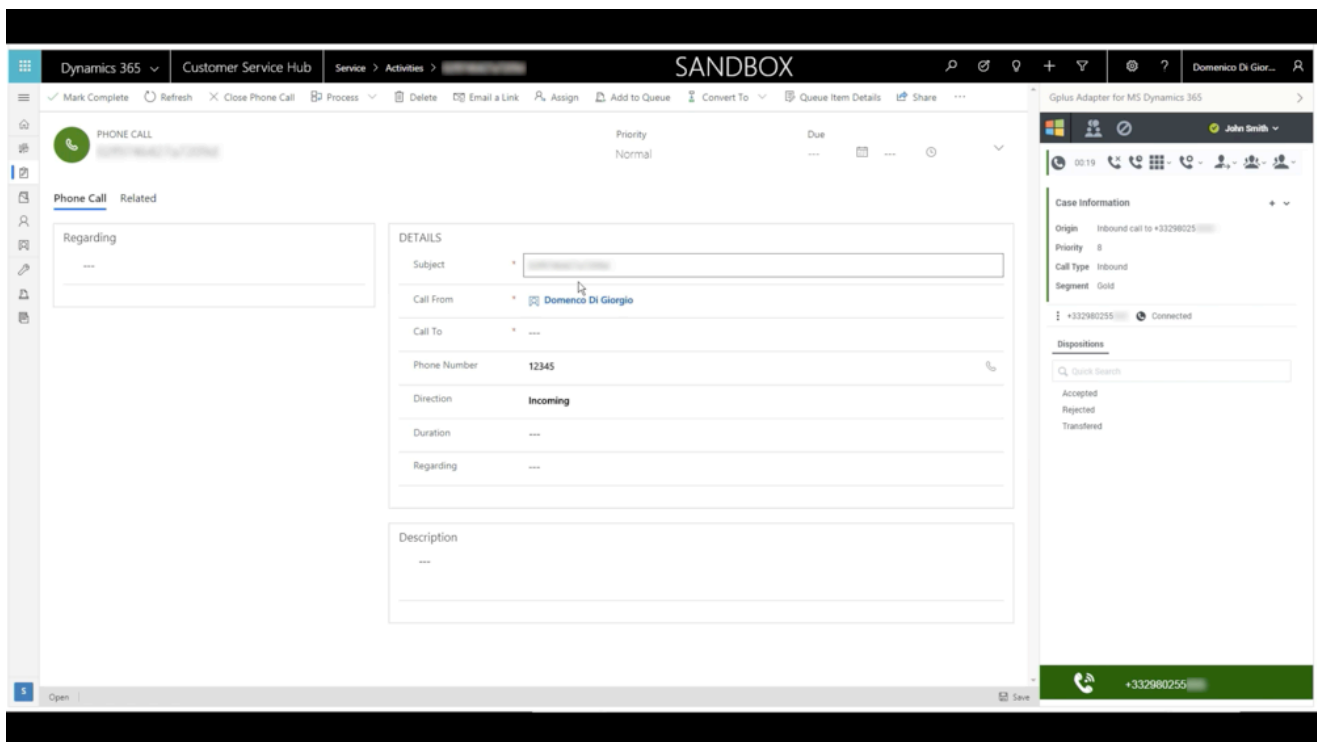 Dynamics 365 Customer Service Hub Service > Activities > SANDBOX Domenico Di Gior...
Mark Complete Refresh Close Phone Call Process Delete Email a Link Assign Add to Queue Convert To Queue Item Details Share ...
Gplus Adapter for MS Dynamics 365
John Smith
PHONE CALL
Priority
Normal
Due
---
---
00:19
Phone Call Related
Regarding
---
DETAILS
Subject *
Call From * Domenco Di Giorgio
Call To * ---
Phone Number 12345
Direction Incoming
Duration ---
Regarding ---
Description
---
Case Information
Origin Inbound call to +33298025
Priority 8
Call Type Inbound
Segment Gold
+332980255 Connected
Dispositions
Quick Search
Accepted
Rejected
Transfered
S Open Save
+332980255